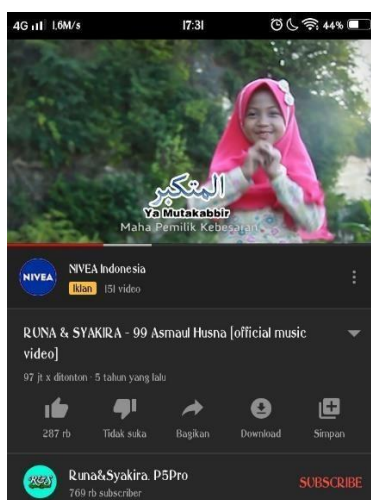 4G 1,6M/s 17:31 44%
المتكبر
Ya Mutakabbir
Maha Pemilik Kebesaran
NIVEA
NIVEA Indonesia
Iklan 151 video
RUNA & SYAKIRA - 99 Asmaul Husna [official music
video]
97 jt x ditonton · 5 tahun yang lalu
287 rb Tidak suka Bagikan Download Simpan
R&S
Runa&Syakira. P5Pro SUBSCRIBE
769 rb subscriber